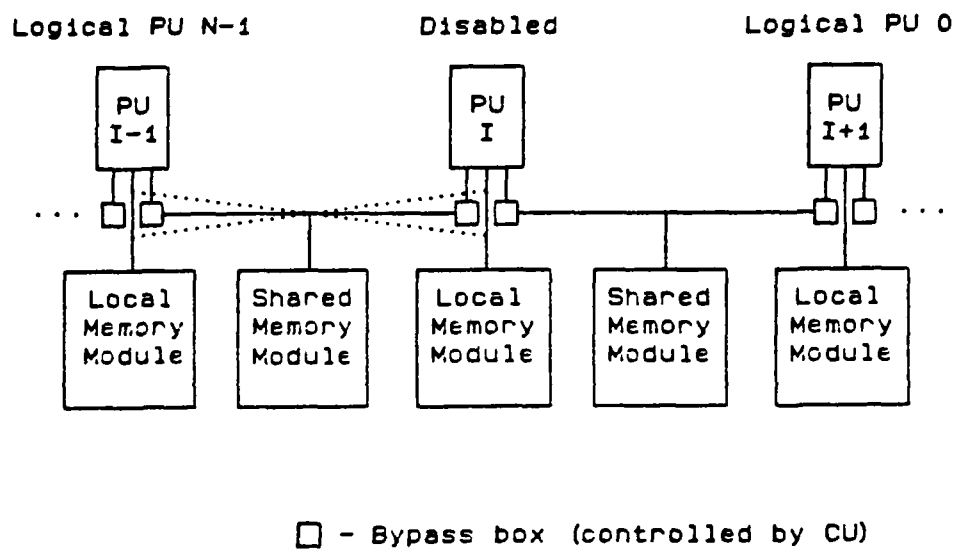 Logical PU N-1
Disabled
Logical PU 0
PU
I-1
PU
I
PU
I+1
...
...
Local
Memory
Module
Shared
Memory
Module
Local
Memory
Module
Shared
Memory
Module
Local
Memory
Module
- Bypass box (controlled by CU)